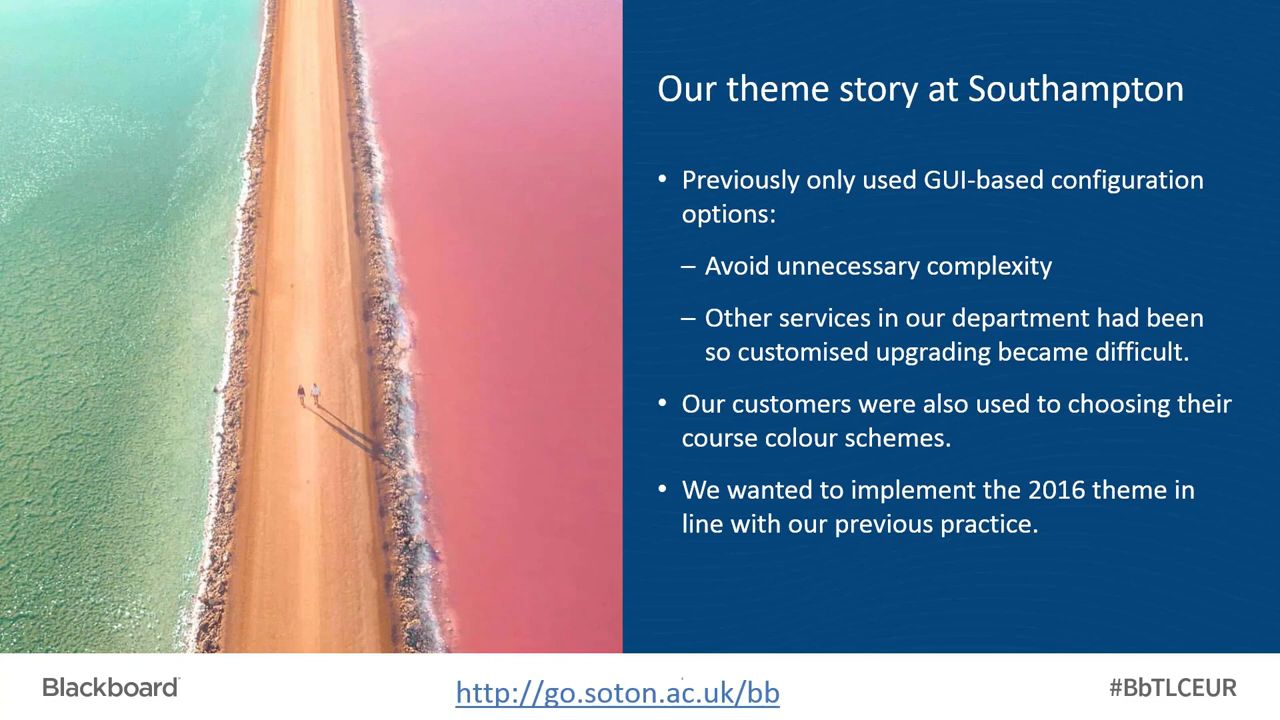 Our theme story at Southampton
• Previously only used GUI-based configuration
options:
– Avoid unnecessary complexity
– Other services in our department had been
so customised upgrading became difficult.
• Our customers were also used to choosing their
course colour schemes.
• We wanted to implement the 2016 theme in
line with our previous practice.
Blackboard
http://go.soton.ac.uk/bb
#BbTLCEUR